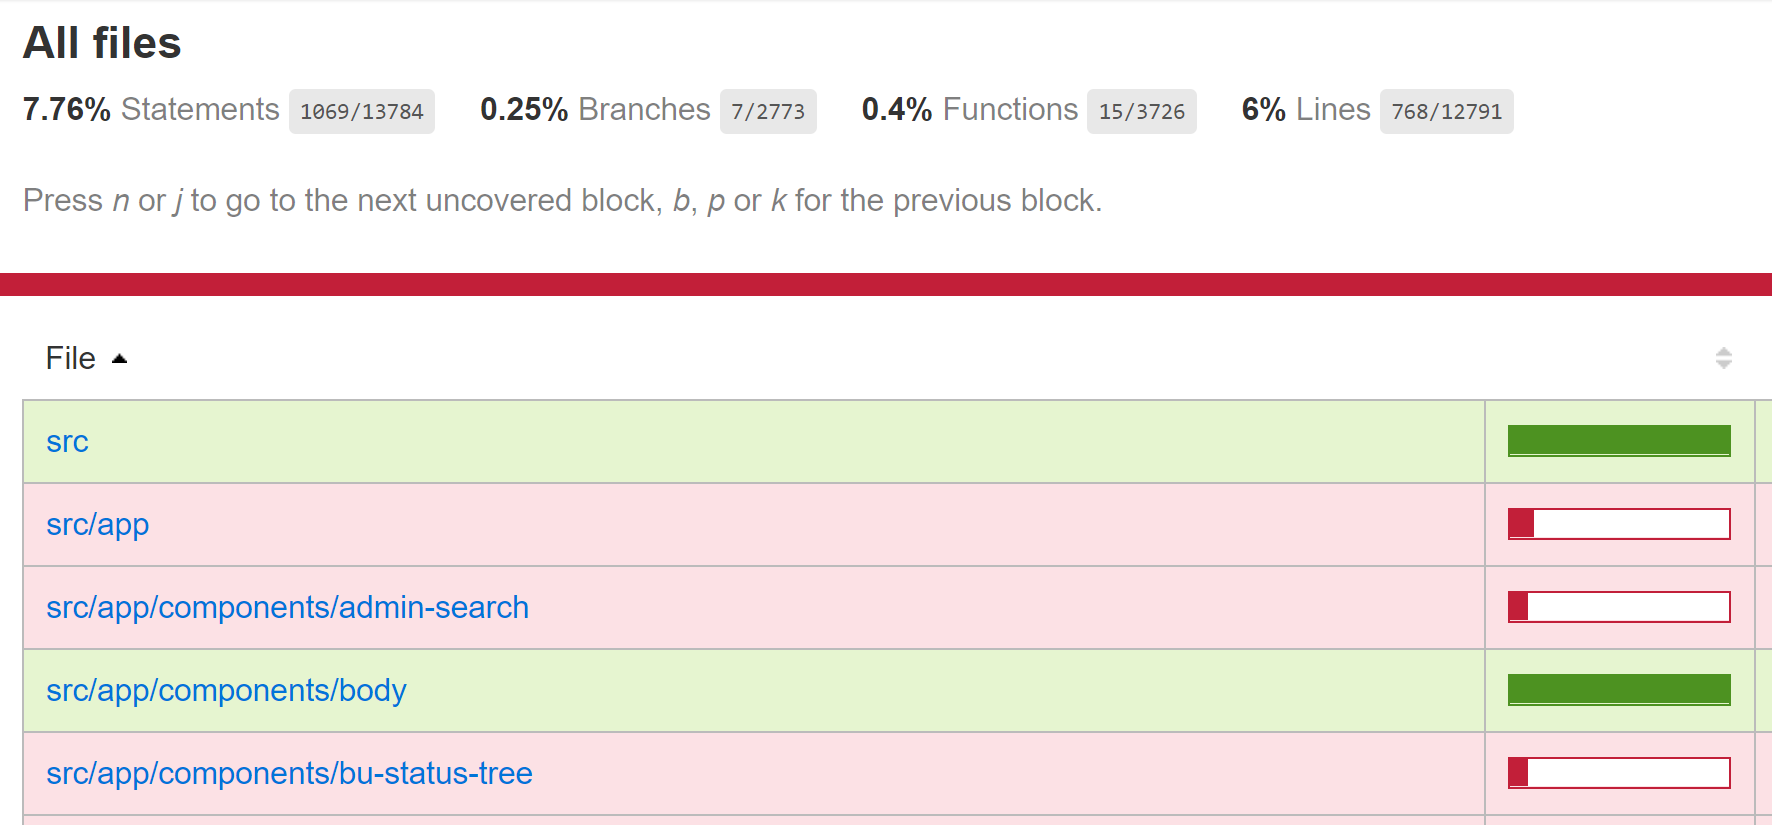 All files
7.76% Statements 1069/13784 0.25% Branches 7/2773 0.4% Functions 15/3726 6% Lines 768/12791
Press n or j to go to the next uncovered block, b, p or k for the previous block.
File
src
src/app
src/app/components/admin-search
src/app/components/body
src/app/components/bu-status-tree